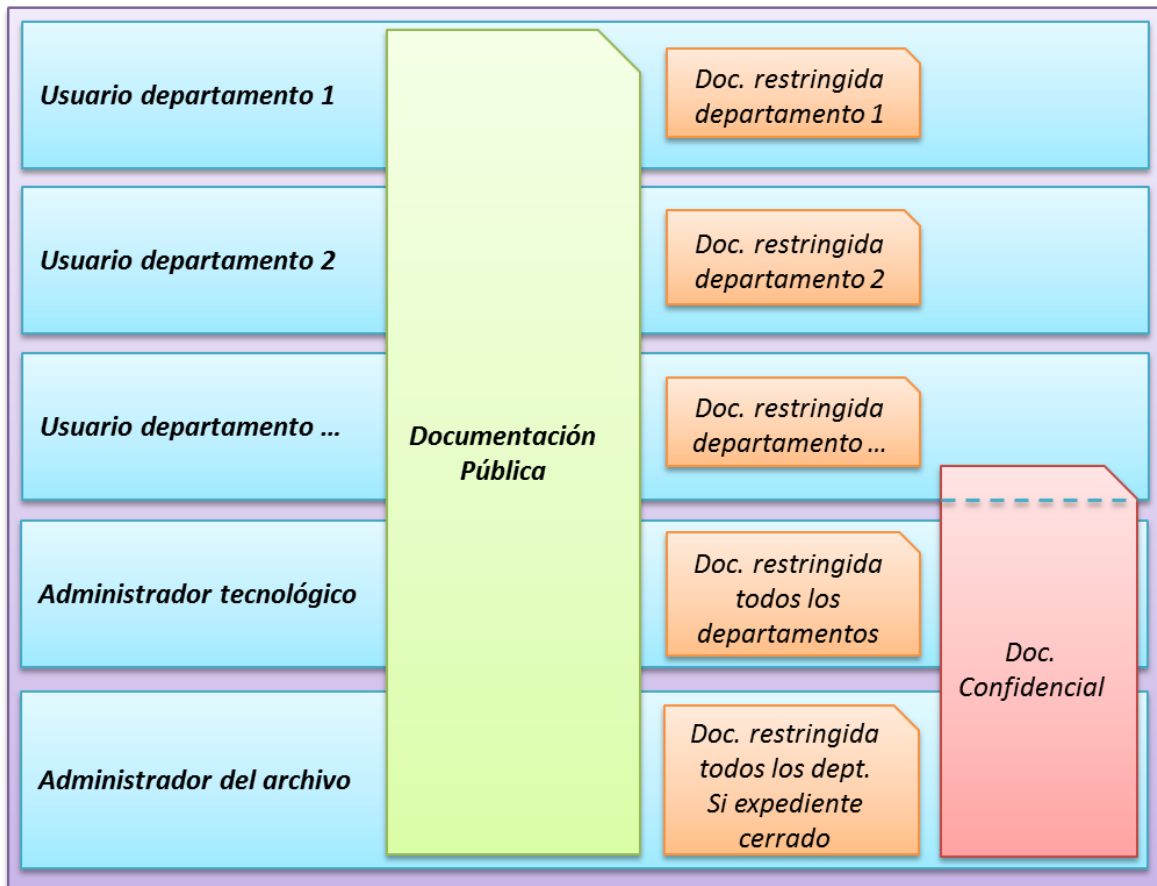 Usuario departamento 1
Doc. restringida
departamento 1
Usuario departamento 2
Doc. restringida
departamento 2
Usuario departamento ...
Doc. restringida
departamento ...
Documentación
Pública
Administrador tecnológico
Doc. restringida
todos los
departamentos
Doc.
Confidencial
Administrador del archivo
Doc. restringida
todos los dept.
Si expediente
cerrado